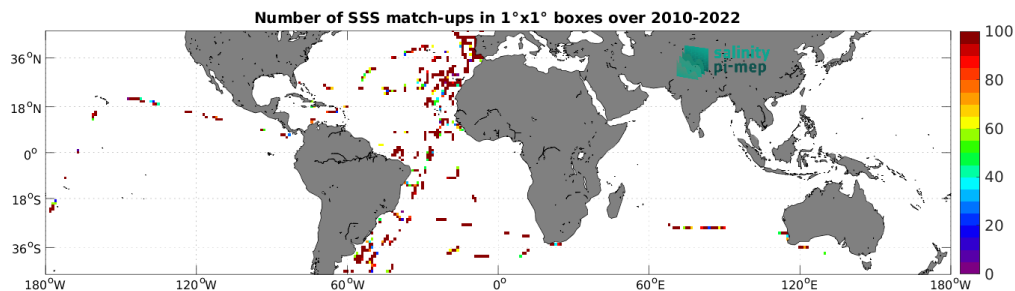 Number of SSS match-ups in 1°x1° boxes over 2010-2022
36°N
18°N
0°
18°S
36°S
180°W
120°W
60°W
0°
60°E
120°E
180°W
salinity
pi-mep
100
80
60
40
20
0